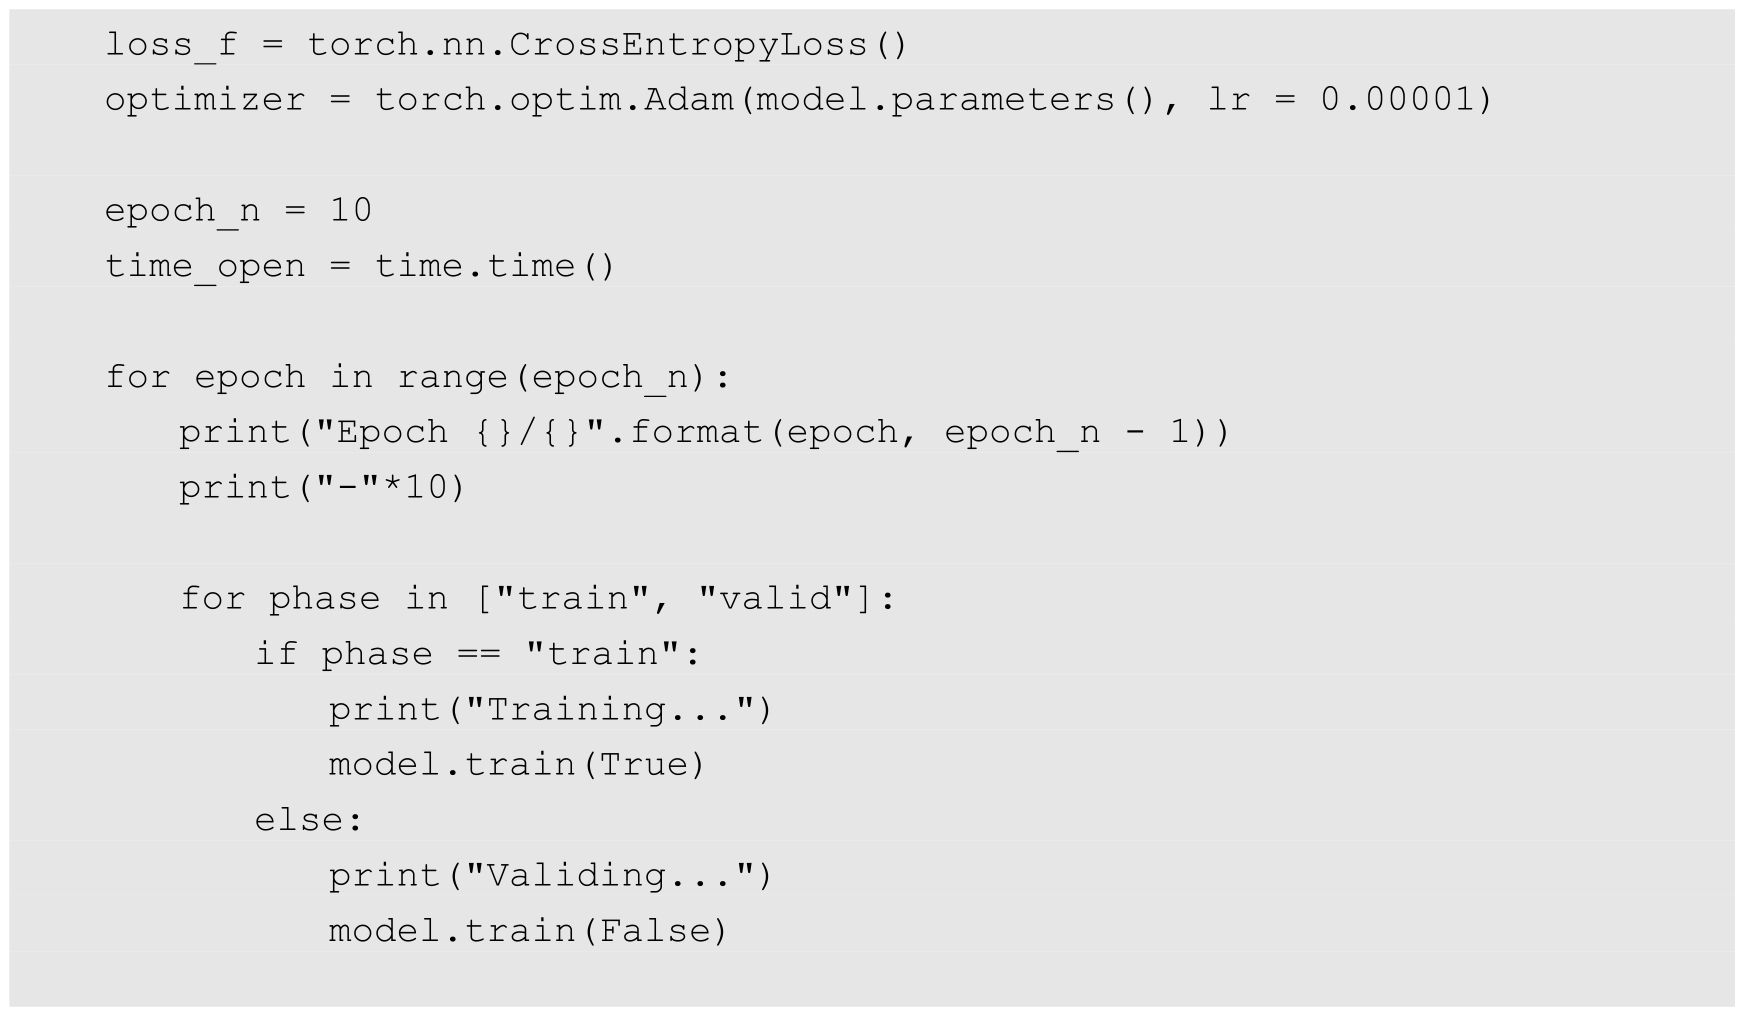 loss_f = torch.nn.CrossEntropyLoss()
optimizer = torch.optim.Adam(model.parameters(), lr = 0.00001)

epoch_n = 10
time_open = time.time()

for epoch in range(epoch_n):
    print("Epoch {}/{}".format(epoch, epoch_n - 1))
    print("-"*10)

    for phase in ["train", "valid"]:
        if phase == "train":
            print("Training...")
            model.train(True)
        else:
            print("Validing...")
            model.train(False)